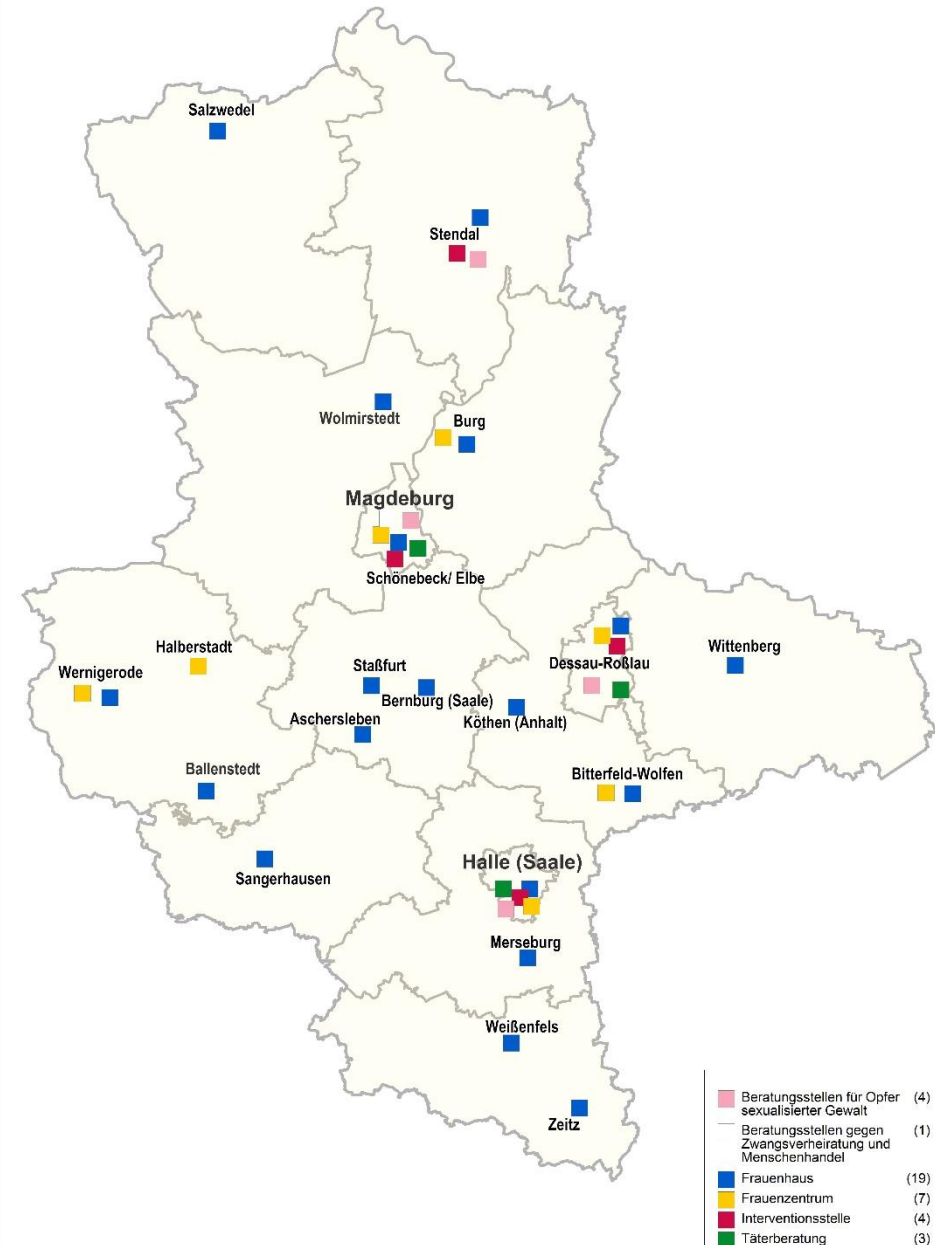 Salzwedel
Stendal
Wolmirstedt
Burg
Magdeburg
Schönebeck/ Elbe
Halberstadt
Wernigerode
Staßfurt
Bernburg (Saale)
Aschersleben
Köthen (Anhalt)
Dessau-Roßlau
Wittenberg
Ballenstedt
Bitterfeld-Wolfen
Sangerhausen
Halle (Saale)
Merseburg
Weißenfels
Zeitz
Beratungsstellen für Opfer (4)
sexualisierter Gewalt
Beratungsstellen gegen (1)
Zwangsverheiratung und
Menschenhandel
Frauenhaus (19)
Frauenzentrum (7)
Interventionsstelle (4)
Täterberatung (3)